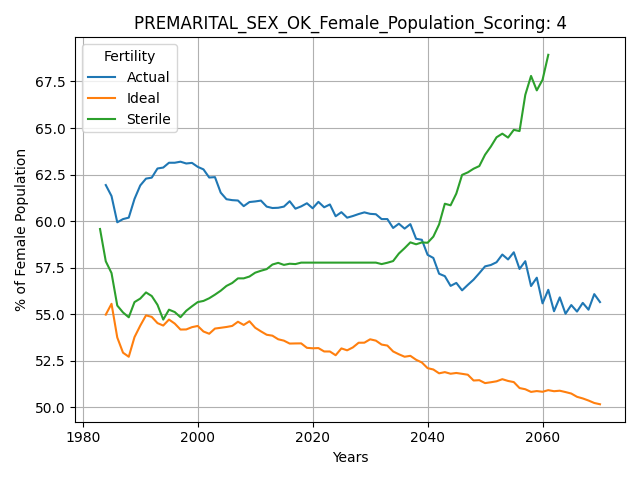 PREMARITAL_SEX_OK_Female_Population_Scoring: 4
Fertility
Actual
Ideal
Sterile
% of Female Population
67.5
65.0
62.5
60.0
57.5
55.0
52.5
50.0
1980 2000 2020 2040 2060
Years